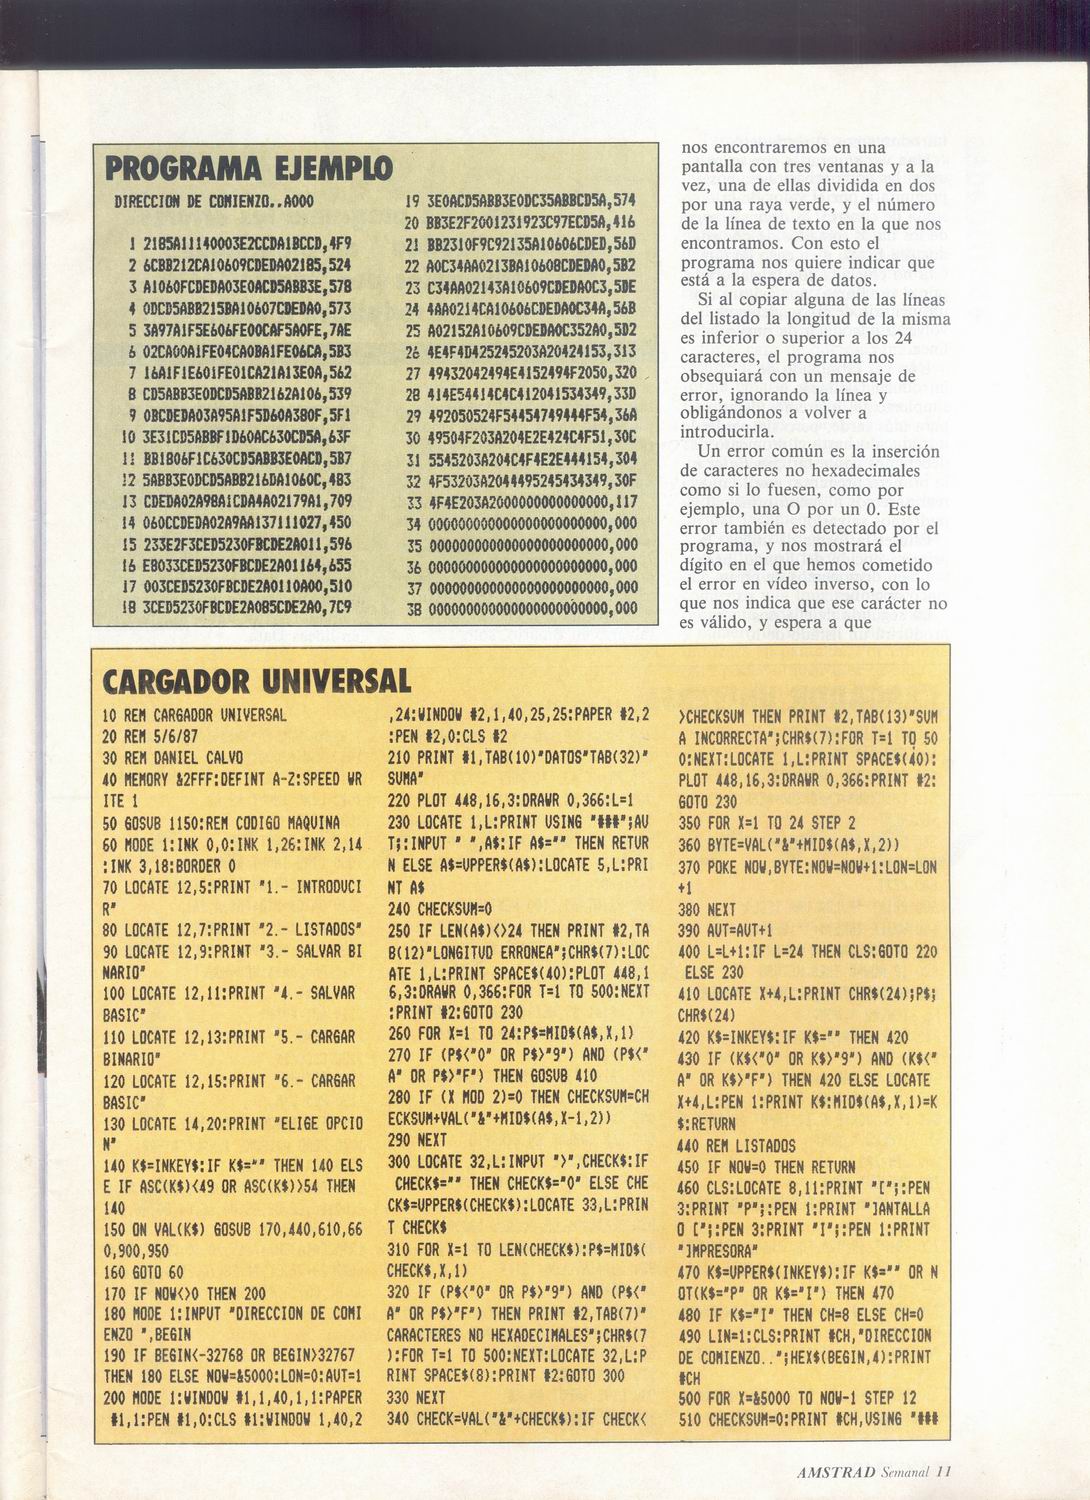 PROGRAMA EJEMPLO
DIRECCION DE COMIENZO..A000
1 2185A11140003E2CCDA1BCCD,4F9
2 6CBB212CA10609CDEDA02185,524
3 A1060FCDEDA03E0ACD5ABB3E,578
4 0DCD5ABB215BA10607CDEDA0,573
5 3A97A1F5E606FE00CAF5A0FE,7AE
6 02CA00A1FE04CA0BA1FE06CA,5B3
7 16A1F1E601FE01CA21A13E0A,562
8 CD5ABB3E0DCD5ABB2162A106,539
9 0BCDEDA03A95A1F5D60A380F,5F1
10 3E31CD5ABBF1D60AC630CD5A,63F
11 BB1806F1C630CD5ABB3E0ACD,5B7
12 5ABB3E0DCD5ABB216DA1060C,4B3
13 CDEDA02A98A1CDA4A02179A1,709
14 060CCDEDA02A9AA137111027,450
15 233E2F3CED5230FBCDE2A011,596
16 E8033CED5230FBCDE2A01164,655
17 003CED5230FBCDE2A0110A00,510
18 3CED5230FBCDE2A085CDE2A0,7C9
19 3E0ACD5ABB3E0DC35ABBCD5A,574
20 BB3E2F2001231923C97ECD5A,416
21 BB2310F9C92135A10606CDED,56D
22 A0C34AA0213BA10608CDEDA0,5B2
23 C34AA02143A10609CDEDA0C3,5DE
24 4AA0214CA10606CDEDA0C34A,56B
25 A02152A10609CDEDA0C352A0,5D2
26 4E4F4D425245203A20424153,313
27 49432042494E4152494F2050,320
28 414E54414C4C412041534349,33D
29 492050524F54454749444F54,36A
30 49504F203A204E2E424C4F51,30C
31 5545203A204C4F4E2E444154,304
32 4F53203A2044495245434349,30F
33 4F4E203A2000000000000000,117
34 000000000000000000000000,000
35 000000000000000000000000,000
36 000000000000000000000000,000
37 000000000000000000000000,000
38 000000000000000000000000,000
nos encontraremos en una
pantalla con tres ventanas y a la
vez, una de ellas dividida en dos
por una raya verde, y el número
de la línea de texto en la que nos
encontramos. Con esto el
programa nos quiere indicar que
está a la espera de datos.
Si al copiar alguna de las líneas
del listado la longitud de la misma
es inferior o superior a los 24
caracteres, el programa nos
obsequiará con un mensaje de
error, ignorando la línea y
obligándonos a volver a
introducirla.
Un error común es la inserción
de caracteres no hexadecimales
como si lo fuesen, como por
ejemplo, una O por un 0. Este
error también es detectado por el
programa, y nos mostrará el
dígito en el que hemos cometido
el error en vídeo inverso, con lo
que nos indica que ese carácter no
es válido, y espera a que
CARGADOR UNIVERSAL
10 REM CARGADOR UNIVERSAL
20 REM 5/6/87
30 REM DANIEL CALVO
40 MEMORY &2FFF:DEFINT A-Z:SPEED WR
ITE 1
50 GOSUB 1150:REM CODIGO MAQUINA
60 MODE 1:INK 0,0:INK 1,26:INK 2,14
:INK 3,18:BORDER 0
70 LOCATE 12,5:PRINT "1.- INTRODUCI
R"
80 LOCATE 12,7:PRINT "2.- LISTADOS"
90 LOCATE 12,9:PRINT "3.- SALVAR BI
NARIO"
100 LOCATE 12,11:PRINT "4.- SALVAR
BASIC"
110 LOCATE 12,13:PRINT "5.- CARGAR
BINARIO"
120 LOCATE 12,15:PRINT "6.- CARGAR
BASIC"
130 LOCATE 14,20:PRINT "ELIGE OPCIO
N"
140 K$=INKEY$:IF K$="" THEN 140 ELS
E IF ASC(K$)<49 OR ASC(K$)>54 THEN
140
150 ON VAL(K$) GOSUB 170,440,610,66
0,900,950
160 GOTO 60
170 IF NOW<>0 THEN 200
180 MODE 1:INPUT "DIRECCION DE COMI
ENZO ",BEGIN
190 IF BEGIN<-32768 OR BEGIN>32767
THEN 180 ELSE NOW=&5000:LON=0:AUT=1
200 MODE 1:WINDOW #1,1,40,1,1:PAPER
#1,1:PEN #1,0:CLS #1:WINDOW 1,40,2
,24:WINDOW #2,1,40,25,25:PAPER #2,2
:PEN #2,0:CLS #2
210 PRINT #1,TAB(10)"DATOS"TAB(32)"
SUMA"
220 PLOT 448,16,3:DRAWR 0,366:L=1
230 LOCATE 1,L:PRINT USING "###";AU
T;:INPUT " ",A$:IF A$="" THEN RETUR
N ELSE A$=UPPER$(A$):LOCATE 5,L:PRI
NT A$
240 CHECKSUM=0
250 IF LEN(A$)<>24 THEN PRINT #2,TA
B(12)"LONGITUD ERRONEA";CHR$(7):LOC
ATE 1,L:PRINT SPACE$(40):PLOT 448,1
6,3:DRAWR 0,366:FOR T=1 TO 500:NEXT
:PRINT #2:GOTO 230
260 FOR X=1 TO 24:P$=MID$(A$,X,1)
270 IF (P$<"0" OR P$>"9") AND (P$<"
A" OR P$>"F") THEN GOSUB 410
280 IF (X MOD 2)=0 THEN CHECKSUM=CH
ECKSUM+VAL("&"+MID$(A$,X-1,2))
290 NEXT
300 LOCATE 32,L:INPUT ">",CHECK$:IF
CHECK$="" THEN CHECK$="0" ELSE CHE
CK$=UPPER$(CHECK$):LOCATE 33,L:PRIN
T CHECK$
310 FOR X=1 TO LEN(CHECK$):P$=MID$(
CHECK$,X,1)
320 IF (P$<"0" OR P$>"9") AND (P$<"
A" OR P$>"F") THEN PRINT #2,TAB(7)"
CARACTERES NO HEXADECIMALES";CHR$(7
):FOR T=1 TO 500:NEXT:LOCATE 32,L:P
RINT SPACE$(8):PRINT #2:GOTO 300
330 NEXT
340 CHECK=VAL("&"+CHECK$):IF CHECK<
>CHECKSUM THEN PRINT #2,TAB(13)"SUM
A INCORRECTA";CHR$(7):FOR T=1 TO 50
0:NEXT:LOCATE 1,L:PRINT SPACE$(40):
PLOT 448,16,3:DRAWR 0,366:PRINT #2:
GOTO 230
350 FOR X=1 TO 24 STEP 2
360 BYTE=VAL("&"+MID$(A$,X,2))
370 POKE NOW,BYTE:NOW=NOW+1:LON=LON
+1
380 NEXT
390 AUT=AUT+1
400 L=L+1:IF L=24 THEN CLS:GOTO 220
ELSE 230
410 LOCATE X+4,L:PRINT CHR$(24);P$;
CHR$(24)
420 K$=INKEY$:IF K$="" THEN 420
430 IF (K$<"0" OR K$>"9") AND (K$<"
A" OR K$>"F") THEN 420 ELSE LOCATE
X+4,L:PEN 1:PRINT K$:MID$(A$,X,1)=K
$:RETURN
440 REM LISTADOS
450 IF NOW=0 THEN RETURN
460 CLS:LOCATE 8,11:PRINT "[";:PEN
3:PRINT "P";:PEN 1:PRINT "]ANTALLA
O [";:PEN 3:PRINT "I";:PEN 1:PRINT
"]MPRESORA"
470 K$=UPPER$(INKEY$):IF K$="" OR N
OT(K$="P" OR K$="I") THEN 470
480 IF K$="I" THEN CH=8 ELSE CH=0
490 LIN=1:CLS:PRINT #CH,"DIRECCION
DE COMIENZO..";HEX$(BEGIN,4):PRINT
#CH
500 FOR X=&5000 TO NOW-1 STEP 12
510 CHECKSUM=0:PRINT #CH,USING "###
AMSTRAD Semanal 11